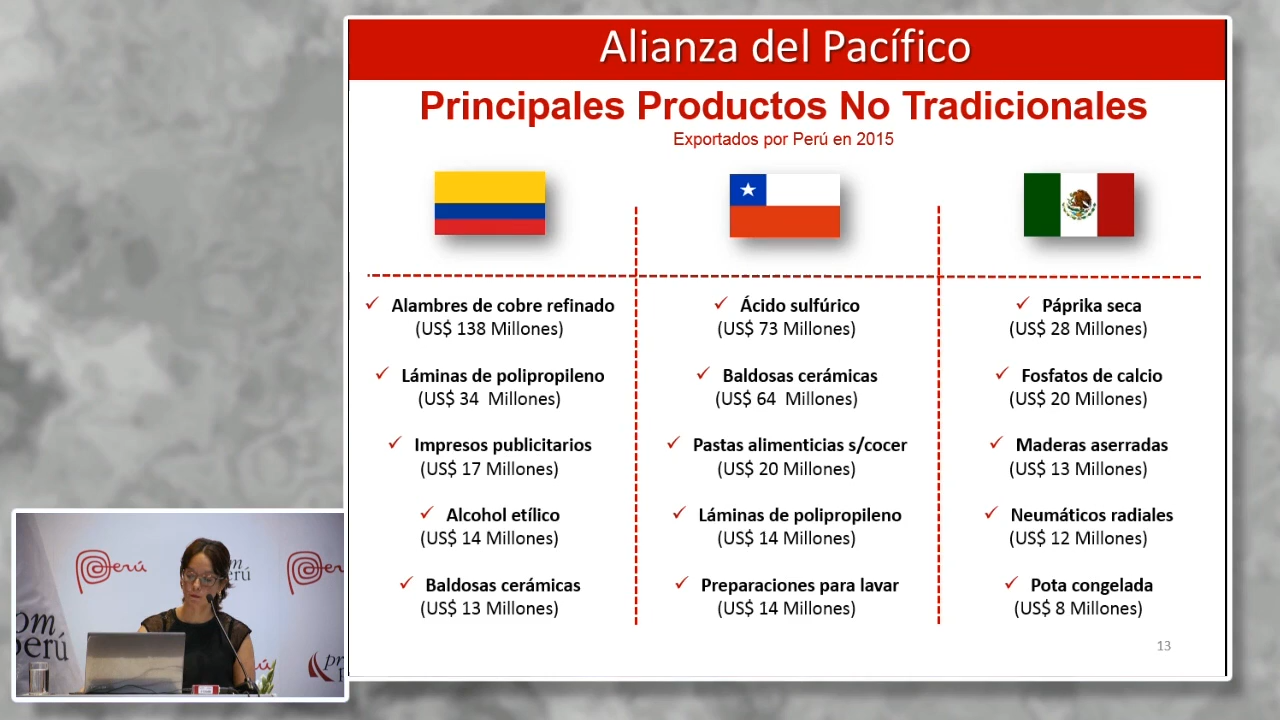 Alianza del Pacífico
Principales Productos No Tradicionales
Exportados por Perú en 2015
Alambres de cobre refinado
(US$ 138 Millones)
Láminas de polipropileno
(US$ 34 Millones)
Impresos publicitarios
(US$ 17 Millones)
Alcohol etílico
(US$ 14 Millones)
Baldosas cerámicas
(US$ 13 Millones)
Ácido sulfúrico
(US$ 73 Millones)
Baldosas cerámicas
(US$ 64 Millones)
Pastas alimenticias s/cocer
(US$ 20 Millones)
Láminas de polipropileno
(US$ 14 Millones)
Preparaciones para lavar
(US$ 14 Millones)
Páprika seca
(US$ 28 Millones)
Fosfatos de calcio
(US$ 20 Millones)
Maderas aserradas
(US$ 13 Millones)
Neumáticos radiales
(US$ 12 Millones)
Pota congelada
(US$ 8 Millones)
13
Perú
perú